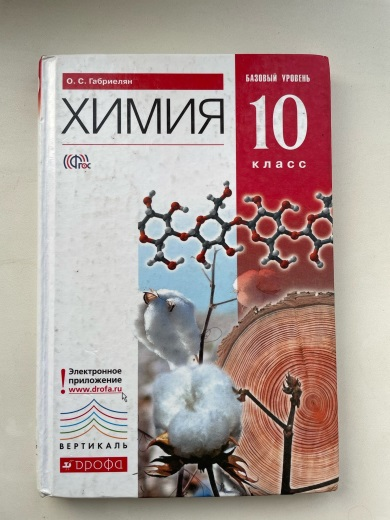 О. С. Габриелян
БАЗОВЫЙ УРОВЕНЬ
ХИМИЯ
10
класс
ФГОС
! Электронное
приложение
www.drofa.ru
ВЕРТИКАЛЬ
дрофа